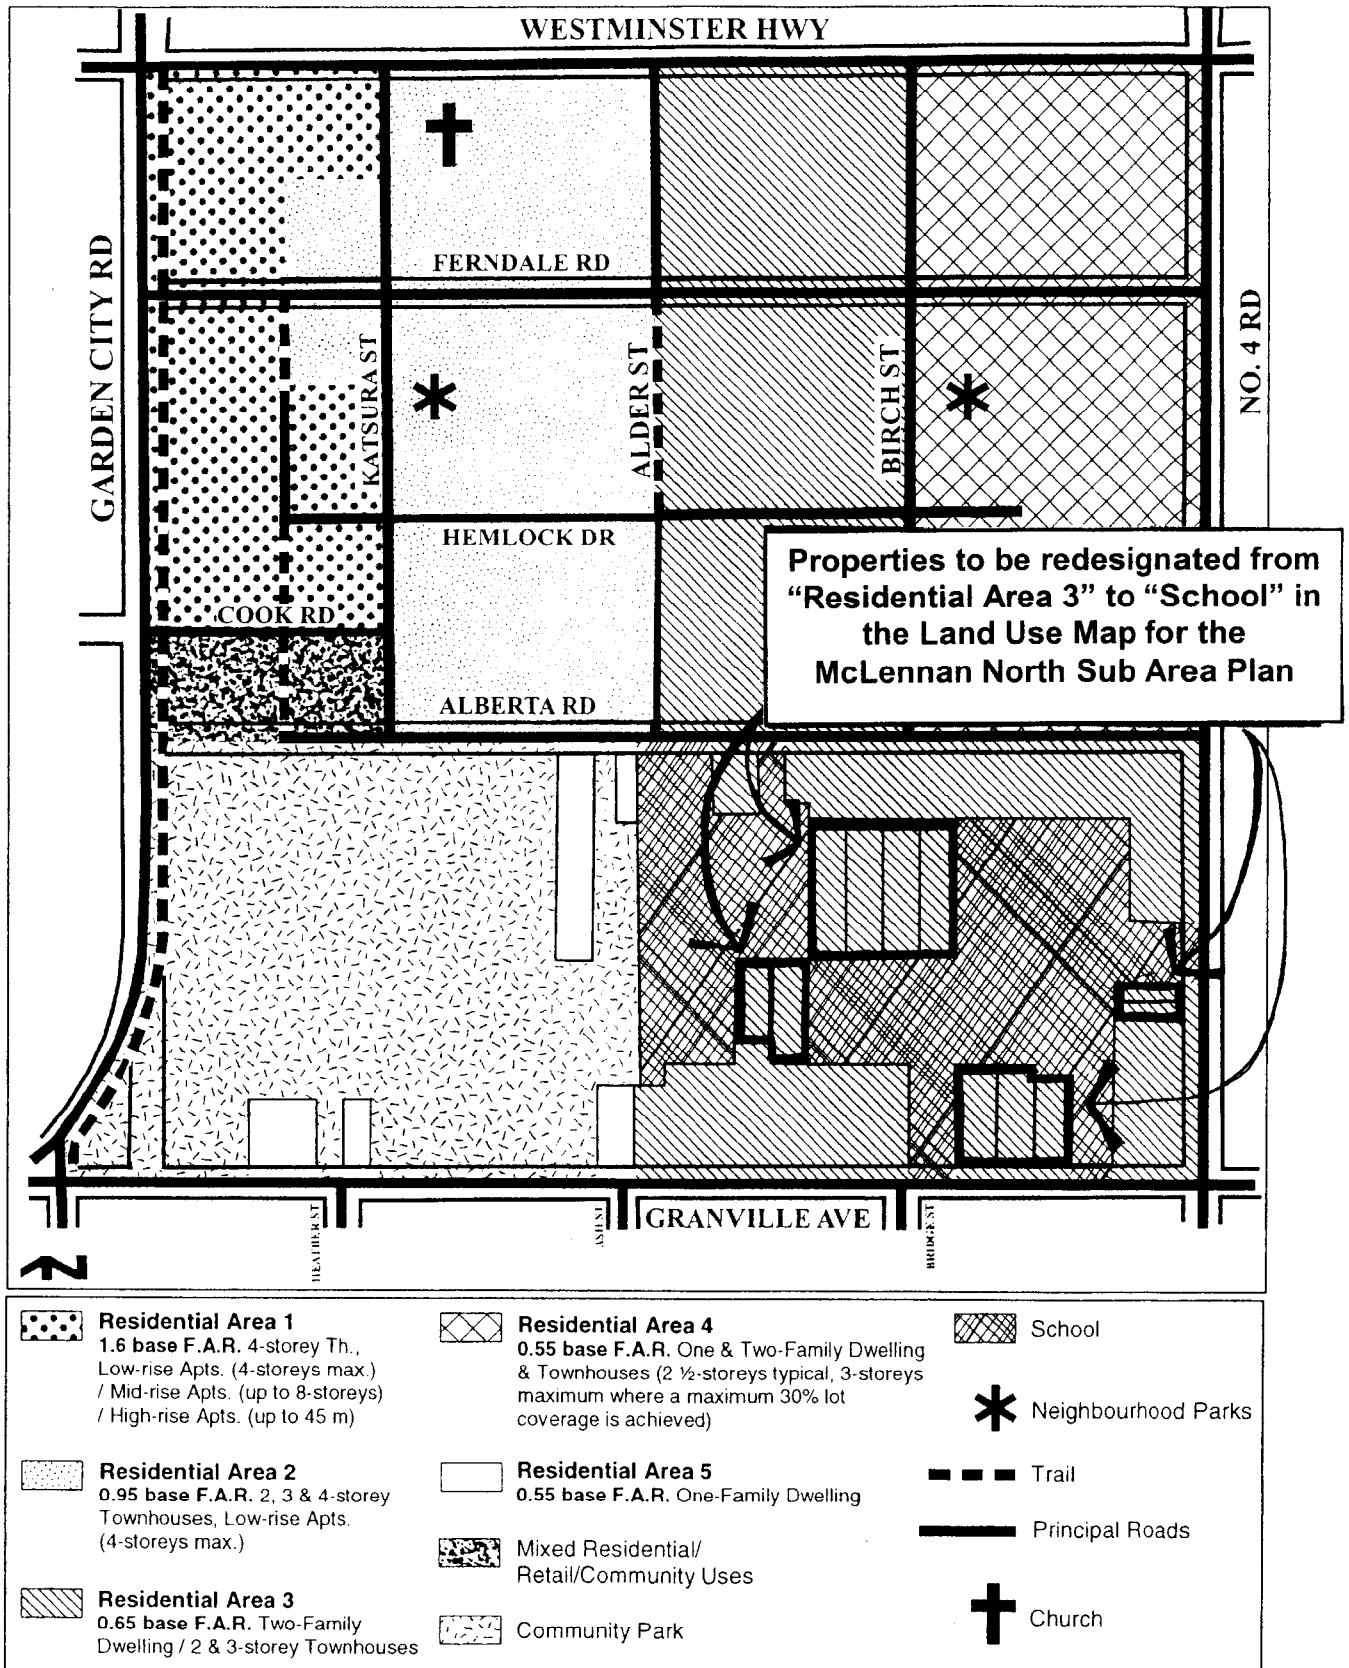 WESTMINSTER HWY
GARDEN CITY RD
FERNDALE RD
KATSURA ST
ALDER ST
BIRCH ST
NO. 4 RD
HEMLOCK DR
COOK RD
ALBERTA RD
Properties to be redesignated from
“Residential Area 3” to “School” in
the Land Use Map for the
McLennan North Sub Area Plan
HEATHER ST
ASH ST
GRANVILLE AVE
BRIDGE ST
Z
Residential Area 1
1.6 base F.A.R. 4-storey Th.,
Low-rise Apts. (4-storeys max.)
/ Mid-rise Apts. (up to 8-storeys)
/ High-rise Apts. (up to 45 m)
Residential Area 2
0.95 base F.A.R. 2, 3 & 4-storey
Townhouses, Low-rise Apts.
(4-storeys max.)
Residential Area 3
0.65 base F.A.R. Two-Family
Dwelling / 2 & 3-storey Townhouses
Residential Area 4
0.55 base F.A.R. One & Two-Family Dwelling
& Townhouses (2 ½-storeys typical, 3-storeys
maximum where a maximum 30% lot
coverage is achieved)
Residential Area 5
0.55 base F.A.R. One-Family Dwelling
Mixed Residential/
Retail/Community Uses
Community Park
School
Neighbourhood Parks
Trail
Principal Roads
Church